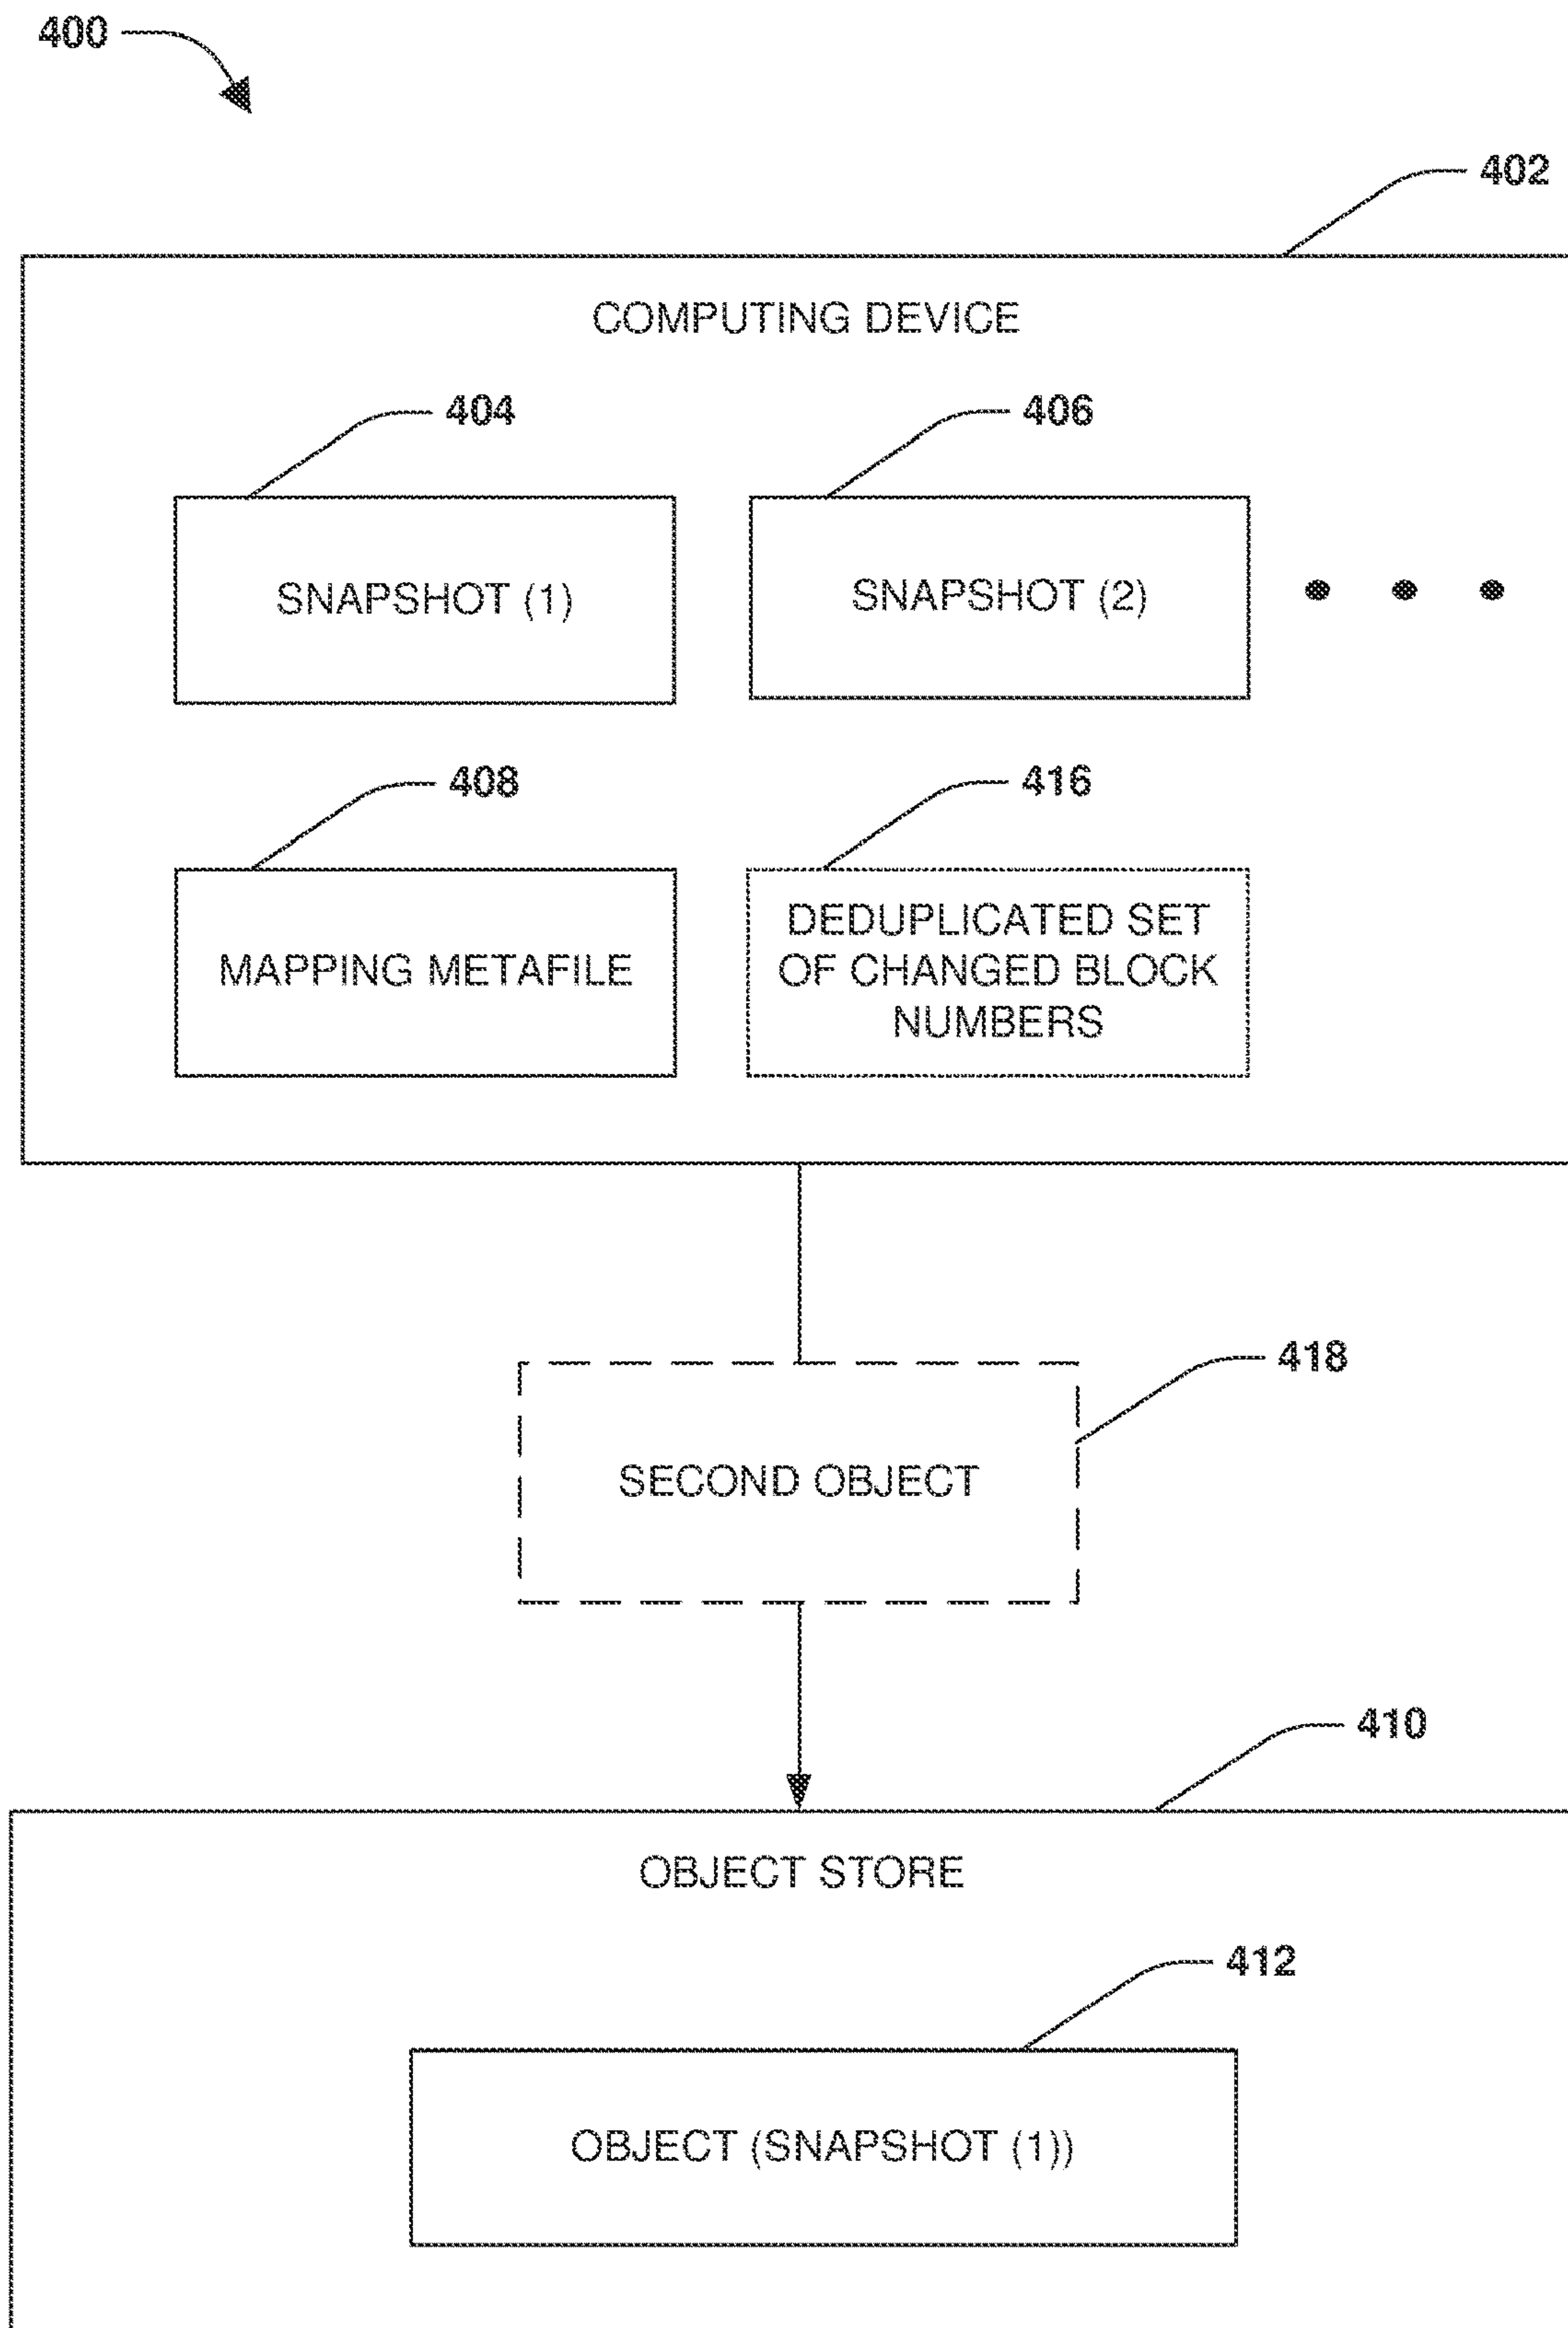 400
402
COMPUTING DEVICE
404
406
SNAPSHOT (1)
SNAPSHOT (2)
408
416
MAPPING METAFILE
DEDUPLICATED SET
OF CHANGED BLOCK
NUMBERS
418
SECOND OBJECT
410
OBJECT STORE
412
OBJECT (SNAPSHOT (1))